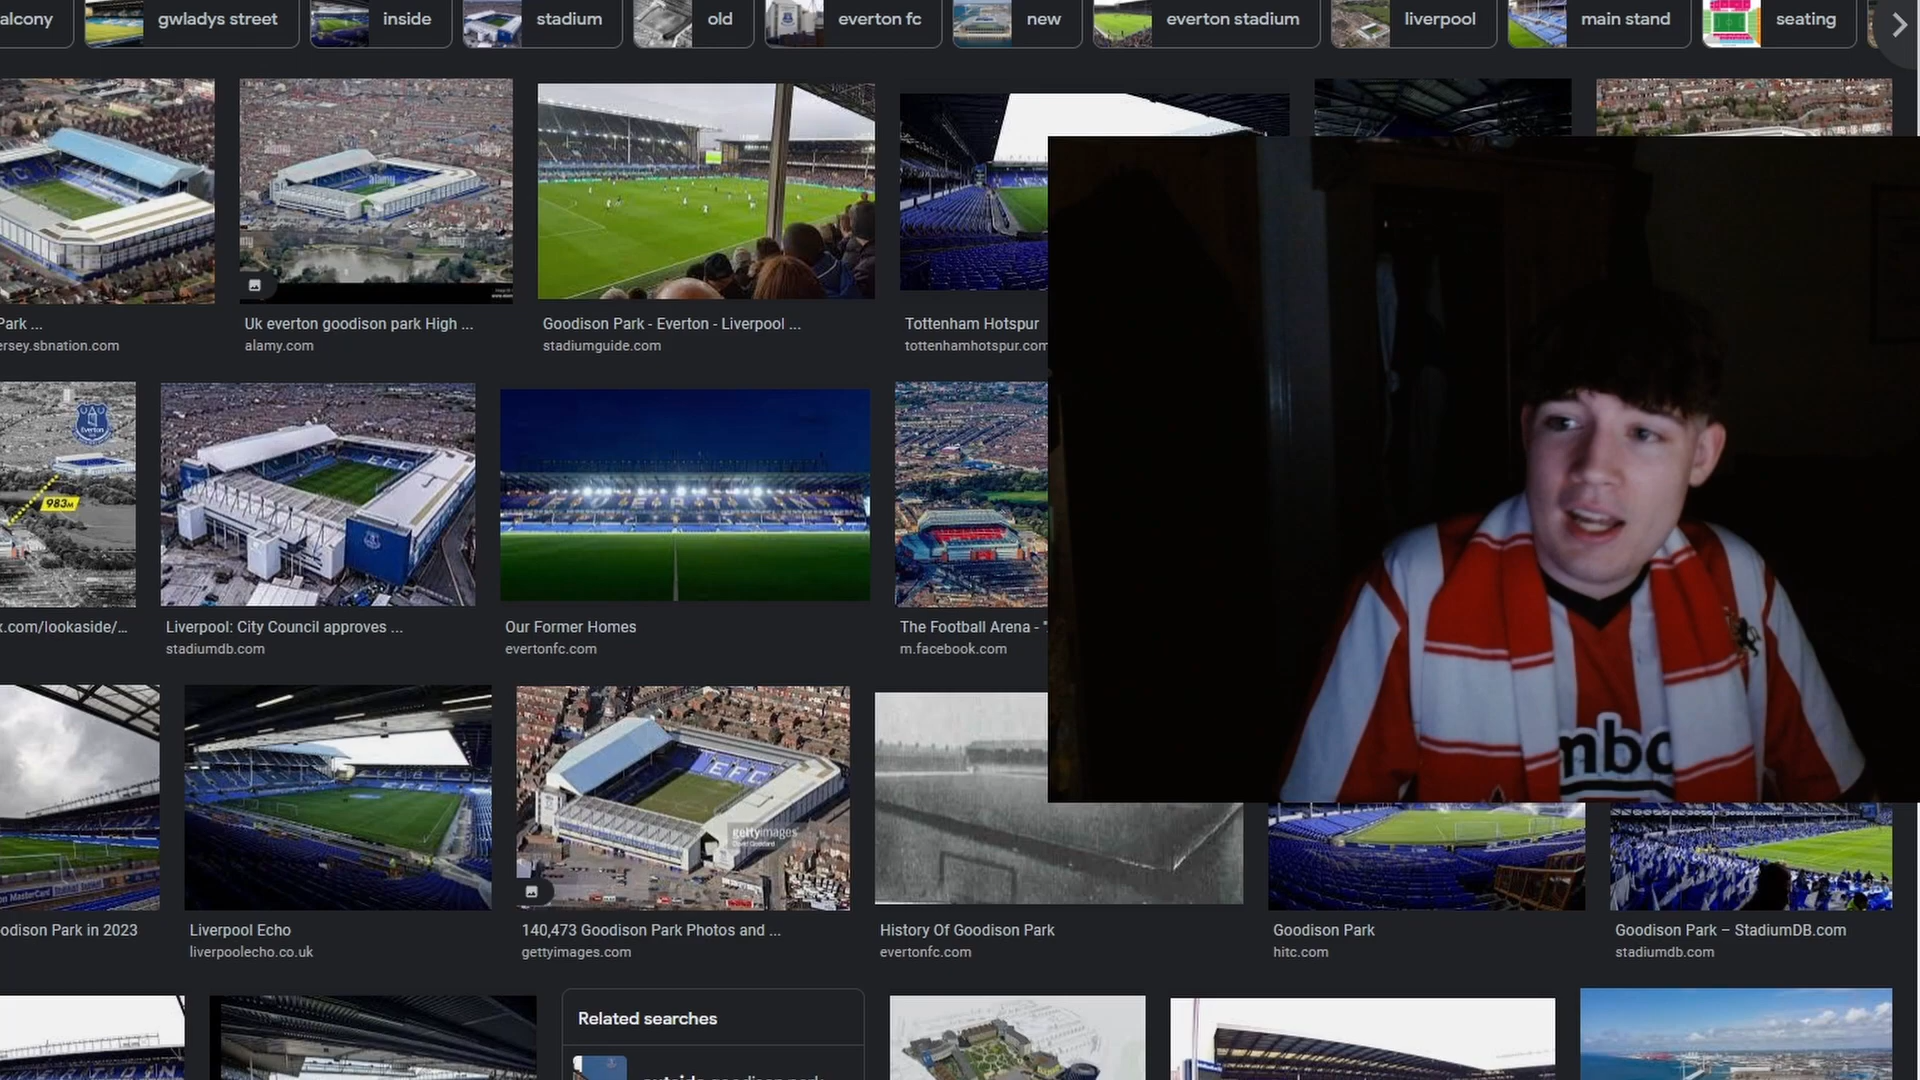 alcony
gwladys street
inside
stadium
old
everton fc
new
everton stadium
liverpool
main stand
seating
Park ...
ersey.sbnation.com
Uk everton goodison park High ...
alamy.com
Goodison Park - Everton - Liverpool ...
stadiumguide.com
Tottenham Hotspur
tottenhamhotspur.com
Everton
983M
x.com/lookaside/...
Liverpool: City Council approves ...
stadiumdb.com
Our Former Homes
evertonfc.com
The Football Arena - "
m.facebook.com
mbo
EFC
gettyimages
odison Park in 2023
Liverpool Echo
liverpoolecho.co.uk
140,473 Goodison Park Photos and ...
gettyimages.com
History Of Goodison Park
evertonfc.com
Goodison Park
hitc.com
Goodison Park – StadiumDB.com
stadiumdb.com
Related searches